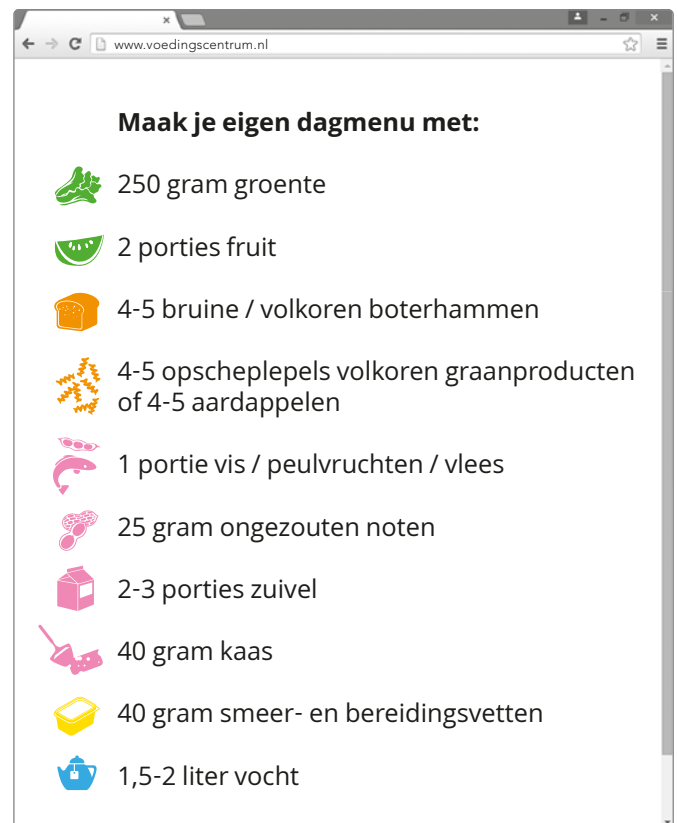 www.voedingscentrum.nl
Maak je eigen dagmenu met:
250 gram groente
2 porties fruit
4-5 bruine / volkoren boterhammen
4-5 opscheplepels volkoren graanproducten
of 4-5 aardappelen
1 portie vis / peulvruchten / vlees
25 gram ongezouten noten
2-3 porties zuivel
40 gram kaas
40 gram smeer- en bereidingsvetten
1,5-2 liter vocht